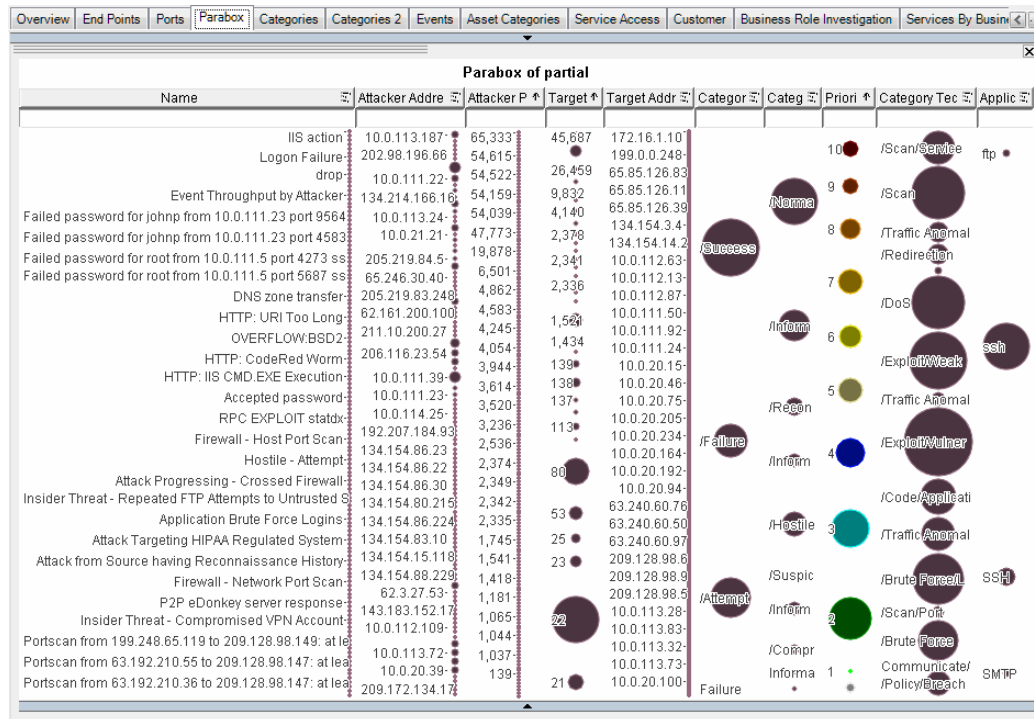 Overview End Points Ports Parabox Categories Categories 2 Events Asset Categories Service Access Customer Business Role Investigation Services By Busin
Parabox of partial
Name Attacker Addre Attacker P Target Target Addr Categor Categ Priori Category Tec Applic
IIS action
Logon Failure
drop
Event Throughput by Attacker
Failed password for johnp from 10.0.111.23 port 9564
Failed password for johnp from 10.0.111.23 port 4583
Failed password for root from 10.0.111.5 port 4273 ss
Failed password for root from 10.0.111.5 port 5687 ss
DNS zone transfer
HTTP: URI Too Long
OVERFLOW:BSD2
HTTP: CodeRed Worm
HTTP: IIS CMD.EXE Execution
Accepted password
RPC EXPLOIT statdx
Firewall - Host Port Scan
Hostile - Attempt
Attack Progressing - Crossed Firewall
Insider Threat - Repeated FTP Attempts to Untrusted S
Application Brute Force Logins
Attack Targeting HIPAA Regulated System
Attack from Source having Reconnaissance History
Firewall - Network Port Scan
P2P eDonkey server response
Insider Threat - Compromised VPN Account
Portscan from 199.248.65.119 to 209.128.98.149: at le
Portscan from 63.192.210.55 to 209.128.98.147: at lea
Portscan from 63.192.210.36 to 209.128.98.147: at lea
10.0.113.187
202.98.196.66
10.0.111.22
134.214.166.16
10.0.113.24
10.0.21.21
205.219.84.5
65.246.30.40
205.219.83.248
62.161.200.100
211.10.200.27
206.116.23.54
10.0.111.39
10.0.111.23
10.0.114.25
192.207.184.93
134.154.86.23
134.154.86.22
134.154.86.30
134.154.80.215
134.154.86.224
134.154.83.10
134.154.15.118
134.154.88.229
62.3.27.53
143.183.152.17
10.0.112.109
10.0.113.72
10.0.20.39
209.172.134.17
65,333
54,615
54,522
54,159
54,039
47,773
19,878
6,501
4,862
4,583
4,245
4,054
3,944
3,614
3,520
3,236
2,536
2,374
2,349
2,342
2,335
1,745
1,541
1,418
1,181
1,065
1,044
1,037
139
45,687
26,459
9,832
4,140
2,378
2,341
2,336
1,521
1,434
139
138
137
113
80
53
25
23
22
21
172.16.1.10
199.0.0.248
65.85.126.83
65.85.126.11
65.85.126.39
134.154.3.4
134.154.14.2
10.0.112.63
10.0.112.13
10.0.112.87
10.0.111.50
10.0.111.92
10.0.111.24
10.0.20.15
10.0.20.46
10.0.20.75
10.0.20.205
10.0.20.234
10.0.20.164
10.0.20.192
10.0.20.94
63.240.60.76
63.240.60.50
63.240.60.97
209.128.98.6
209.128.98.9
209.128.98.5
10.0.113.28
10.0.113.83
10.0.113.32
10.0.113.73
10.0.20.100
/Success
/Failure
/Attempt
Failure
/Norma
/Inform
/Recon
/Inform
/Hostile
/Suspic
/Inform
/Compr
Informa
10
9
8
7
6
5
4
3
2
1
/Scan/Service
/Scan
/Traffic Anomal
/Redirection
/DoS
/Exploit/Weak
/Traffic Anomal
/Exploit/Vulner
/Code/Applicati
/Traffic Anomal
/Brute Force/L
/Scan/Port
/Brute Force
Communicate/
/Policy/Breach
ftp
ssh
SSH
SMTP